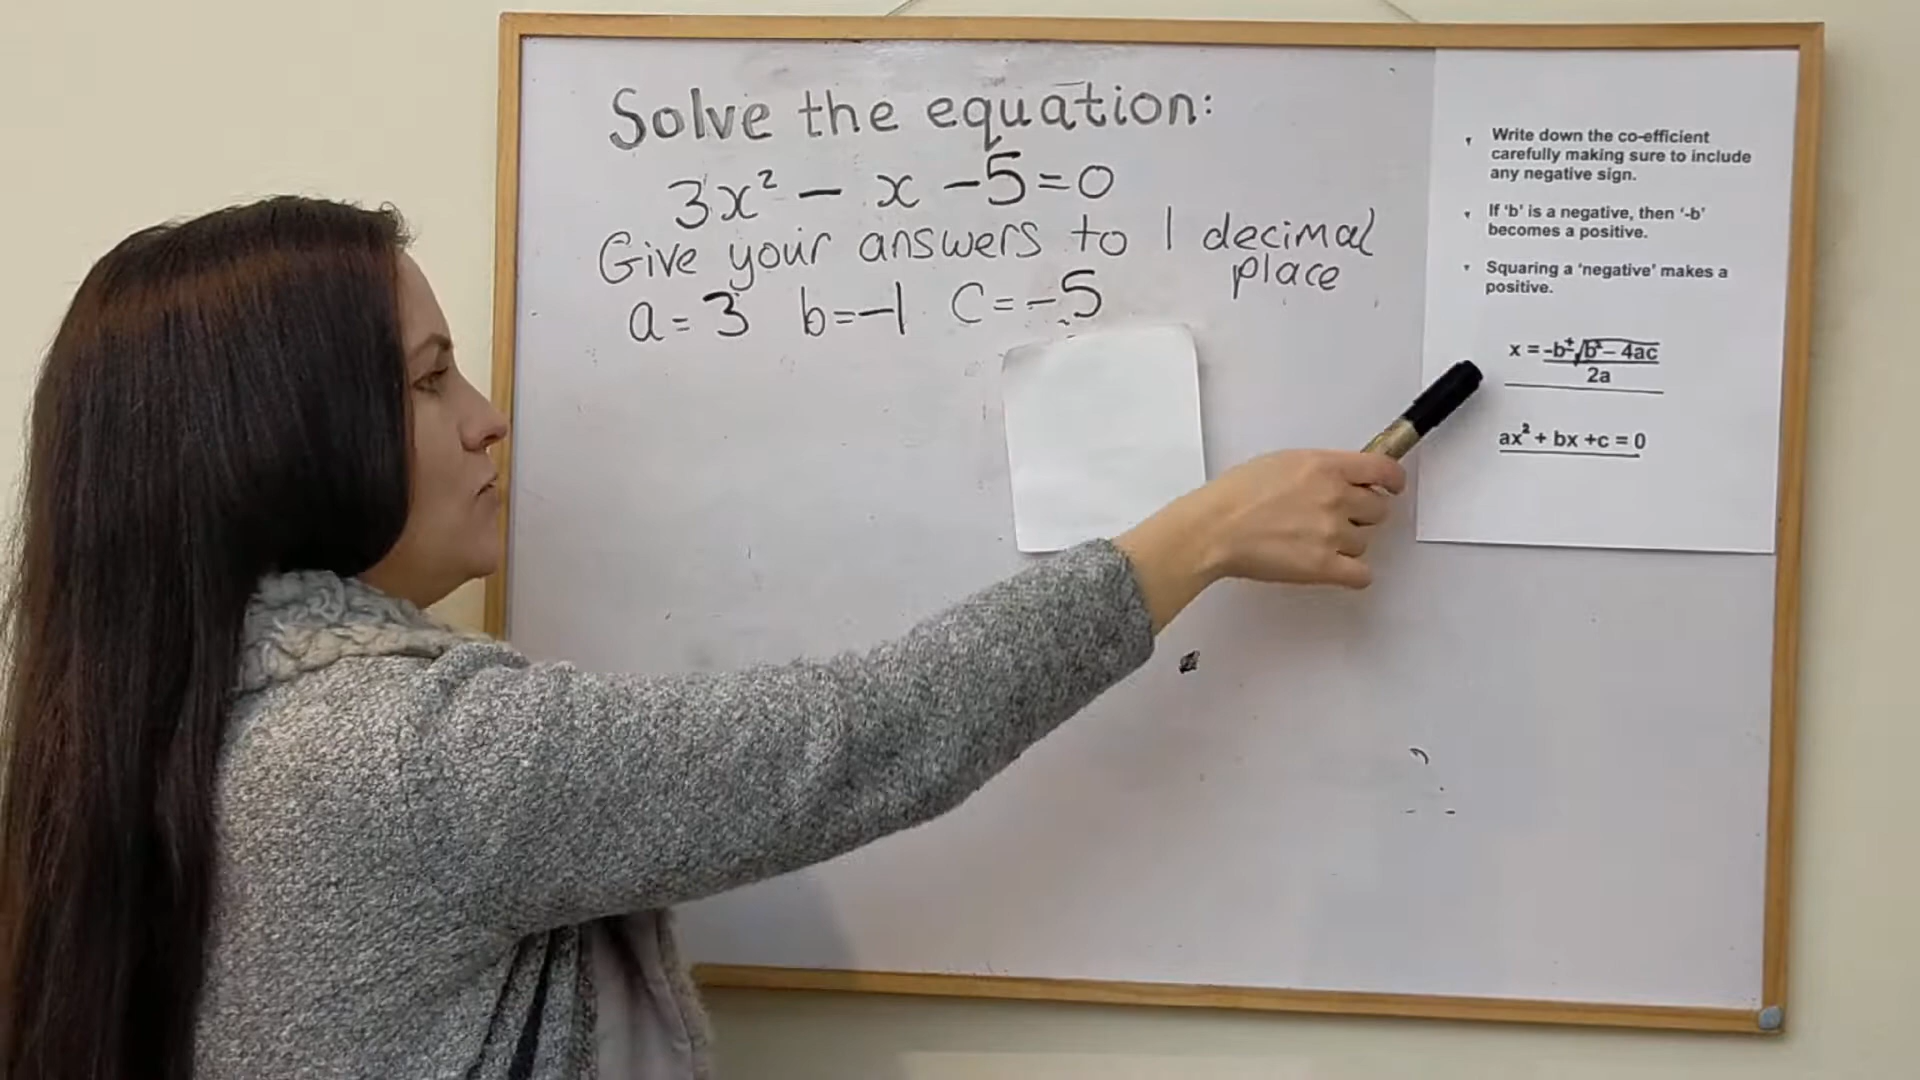 Solve the equation:
3x² - x - 5 = 0
Give your answers to 1 decimal
place
a = 3 b = -1 c = -5
Write down the co-efficient
carefully making sure to include
any negative sign.
If 'b' is a negative, then '-b'
becomes a positive.
Squaring a 'negative' makes a
positive.
x = -b±√b²- 4ac
2a
ax² + bx +c = 0